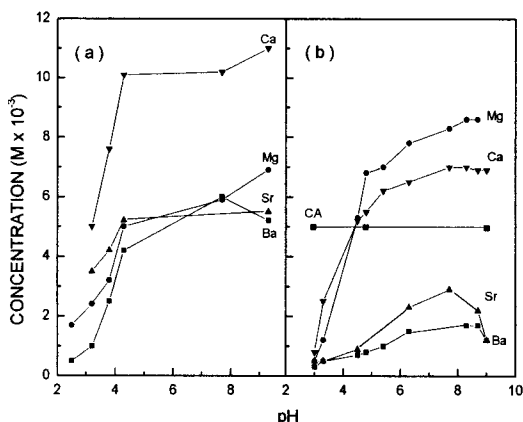 12
10
8
6
4
2
0
CONCENTRATION (M x 10⁻³)
( a )
Ca
Mg
Sr
Ba
( b )
Mg
Ca
CA
Sr
Ba
2 4 6 8 2 4 6 8 10
pH